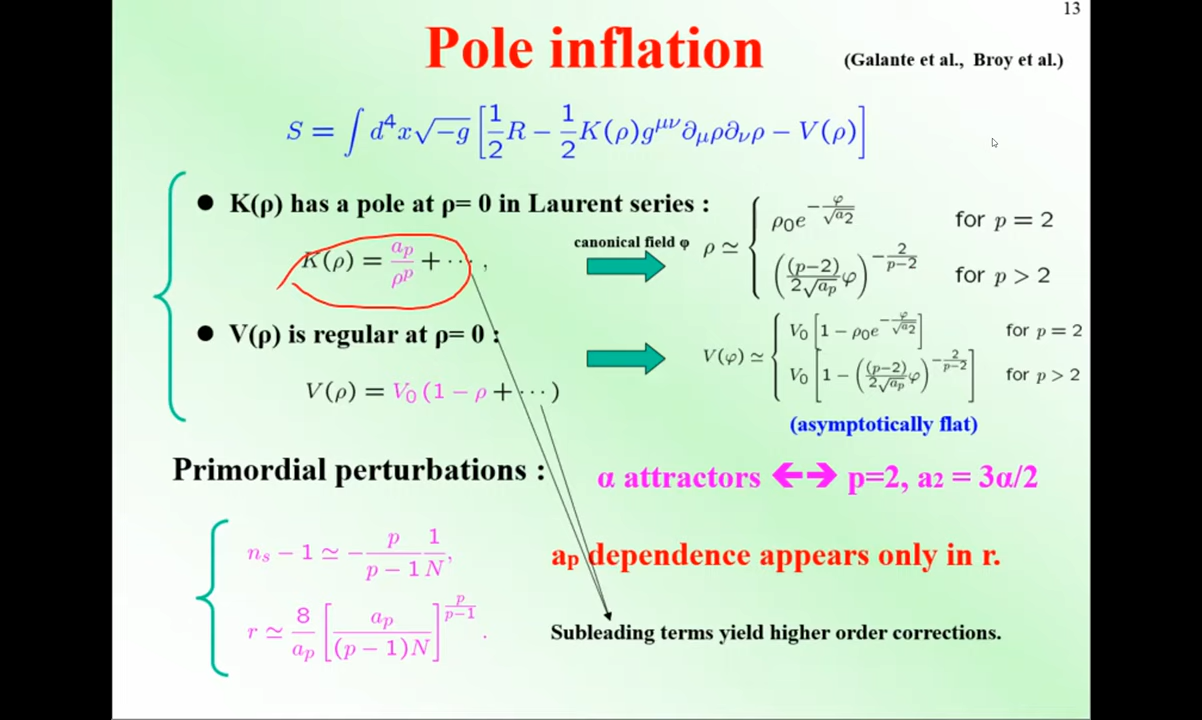 13
Pole inflation
(Galante et al., Broy et al.)
S = ∫ d⁴x√−g [ 1/2 R − 1/2 K(ρ)g^{μν}∂_μρ∂_νρ − V(ρ) ]
● K(ρ) has a pole at ρ= 0 in Laurent series :
K(ρ) = a_p/ρ^p + ··· ,
canonical field φ
ρ ≃ { ρ₀e^{−φ/√a₂} for p = 2
((p−2)/(2√a_p) φ)^{−2/(p−2)} for p > 2
● V(ρ) is regular at ρ= 0 :
V(ρ) = V₀ (1 − ρ + ··· )
V(φ) ≃ { V₀ [1 − ρ₀e^{−φ/√a₂}] for p = 2
V₀ [1 − ((p−2)/(2√a_p) φ)^{−2/(p−2)}] for p > 2
(asymptotically flat)
Primordial perturbations :
α attractors ←→ p=2, a₂ = 3α/2
n_s − 1 ≃ − p/(p − 1) 1/N,
r ≃ 8/a_p [ a_p/((p − 1)N) ]^{p/(p−1)} .
a_p dependence appears only in r.
Subleading terms yield higher order corrections.